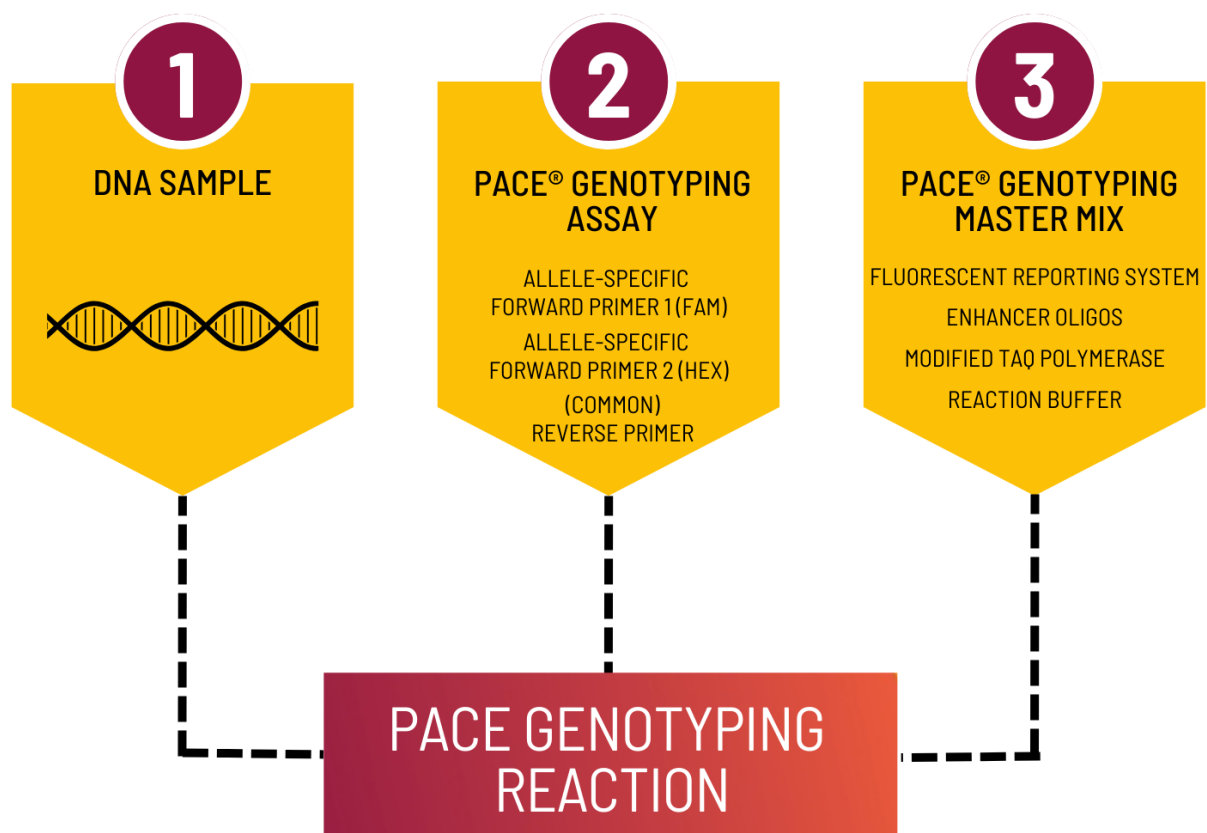 1
DNA SAMPLE
2
PACE® GENOTYPING
ASSAY
ALLELE-SPECIFIC
FORWARD PRIMER 1 (FAM)
ALLELE-SPECIFIC
FORWARD PRIMER 2 (HEX)
(COMMON)
REVERSE PRIMER
3
PACE® GENOTYPING
MASTER MIX
FLUORESCENT REPORTING SYSTEM
ENHANCER OLIGOS
MODIFIED TAQ POLYMERASE
REACTION BUFFER
PACE GENOTYPING
REACTION